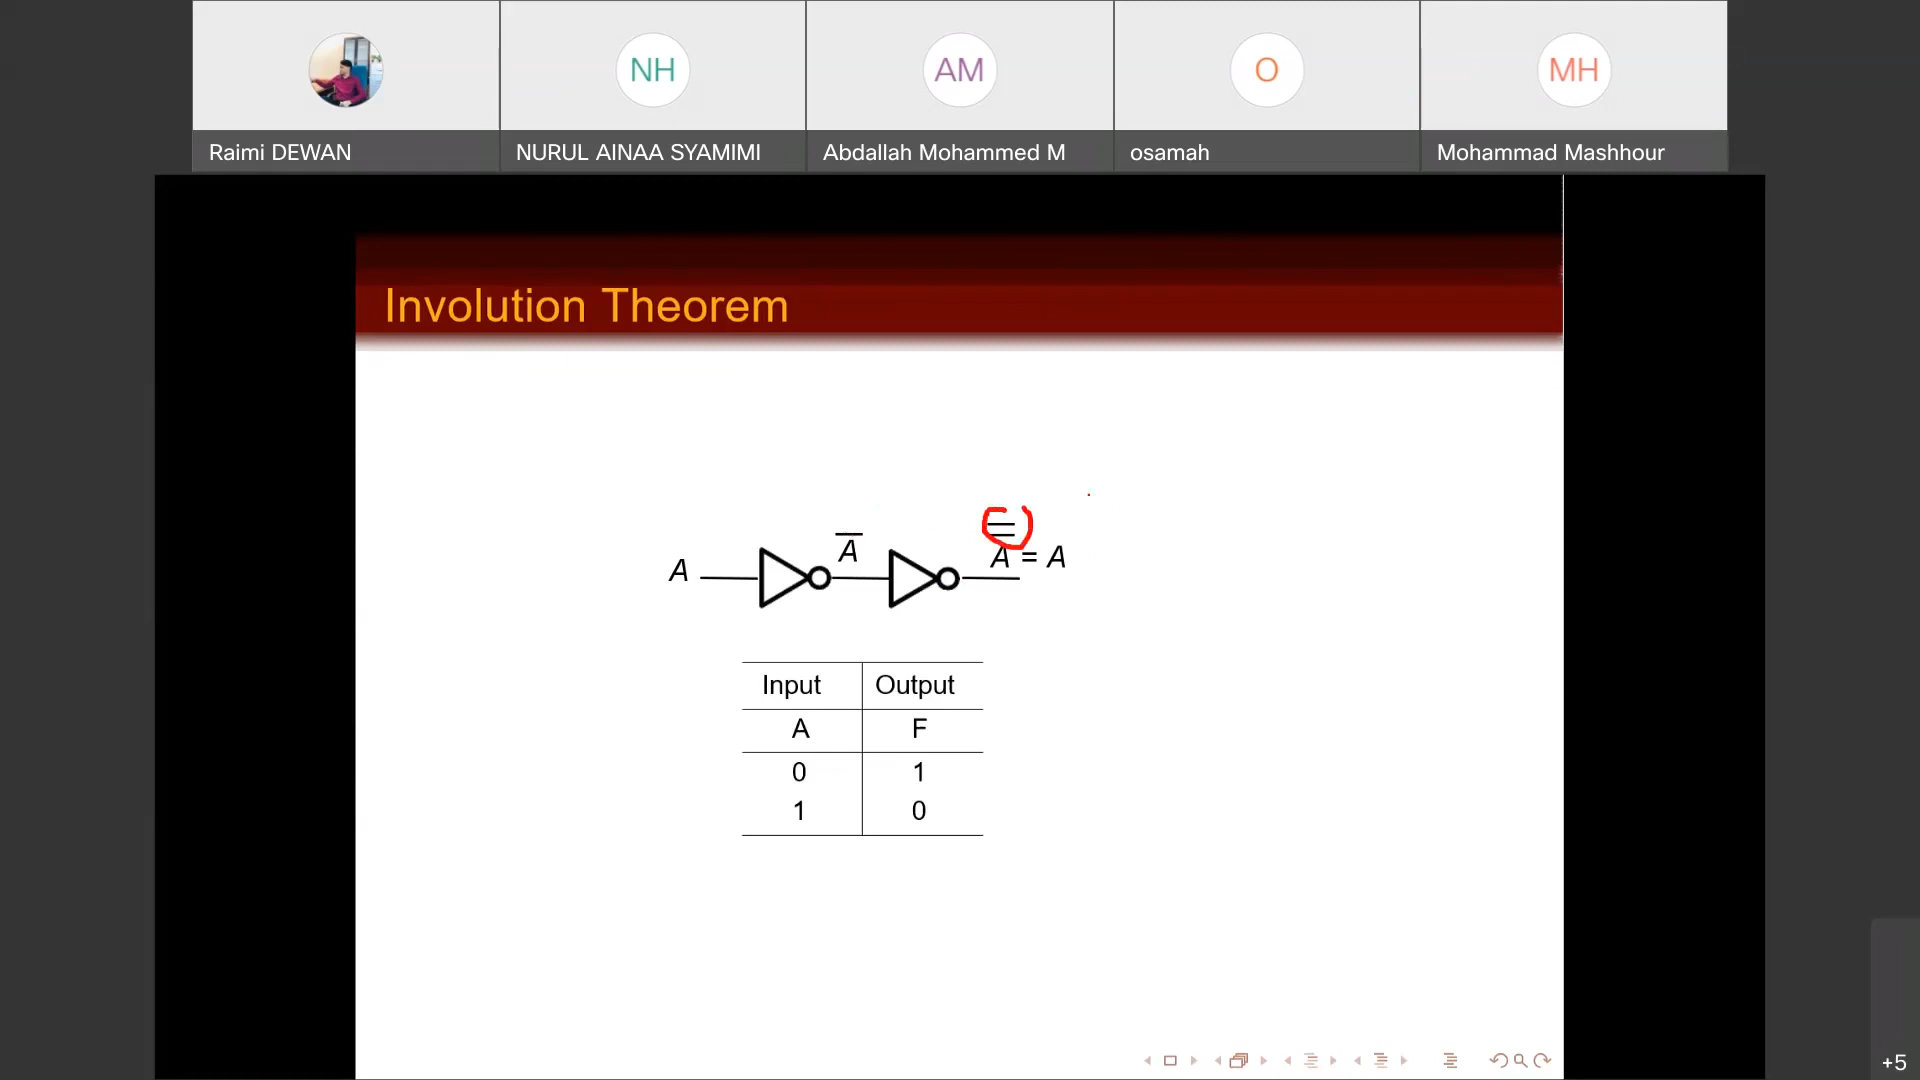 NH AM O MH
Raimi DEWAN NURUL AINAA SYAMIMI Abdallah Mohammed M osamah Mohammad Mashhour
Involution Theorem
A A̅ A̿ = A
Input Output
A F
0 1
1 0
+5